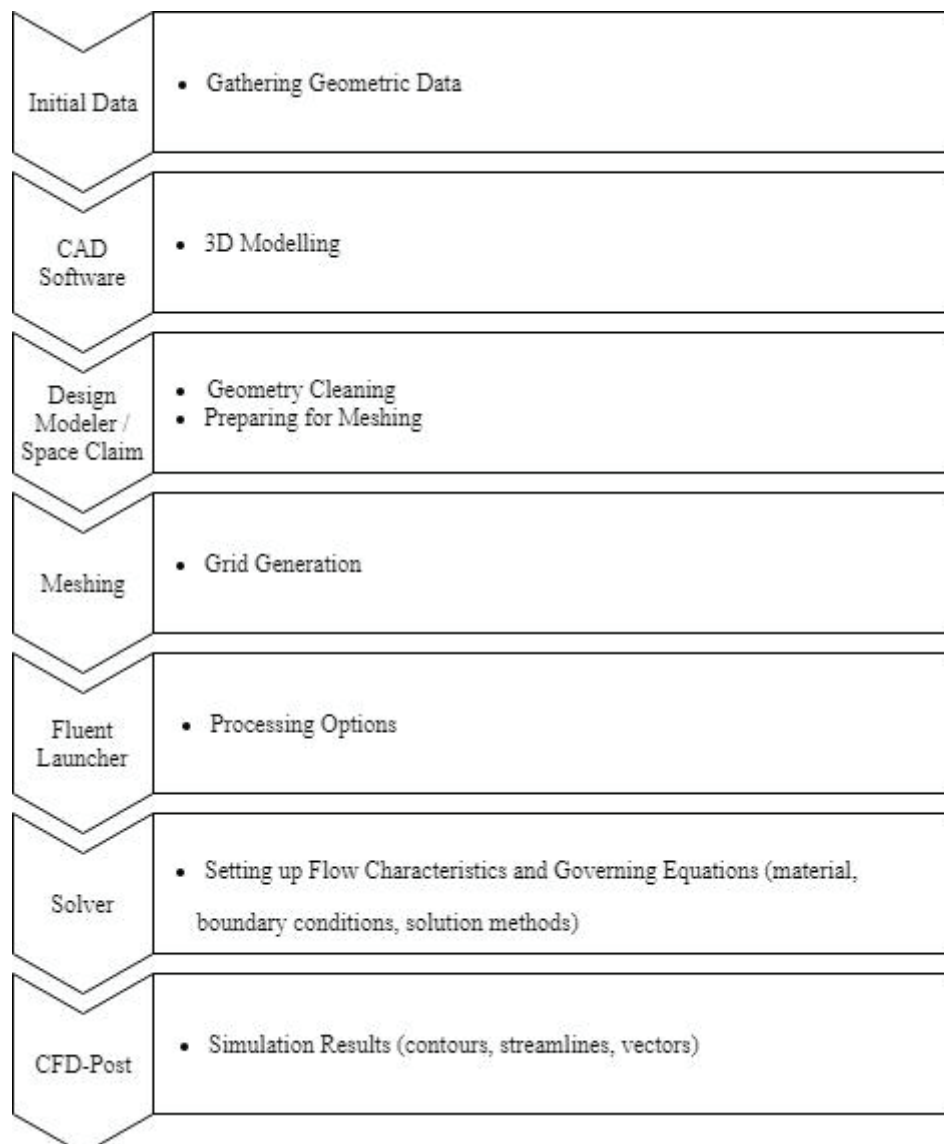 Initial Data
• Gathering Geometric Data
CAD
Software
• 3D Modelling
Design
Modeler /
Space Claim
• Geometry Cleaning
• Preparing for Meshing
Meshing
• Grid Generation
Fluent
Launcher
• Processing Options
Solver
• Setting up Flow Characteristics and Governing Equations (material,
boundary conditions, solution methods)
CFD-Post
• Simulation Results (contours, streamlines, vectors)